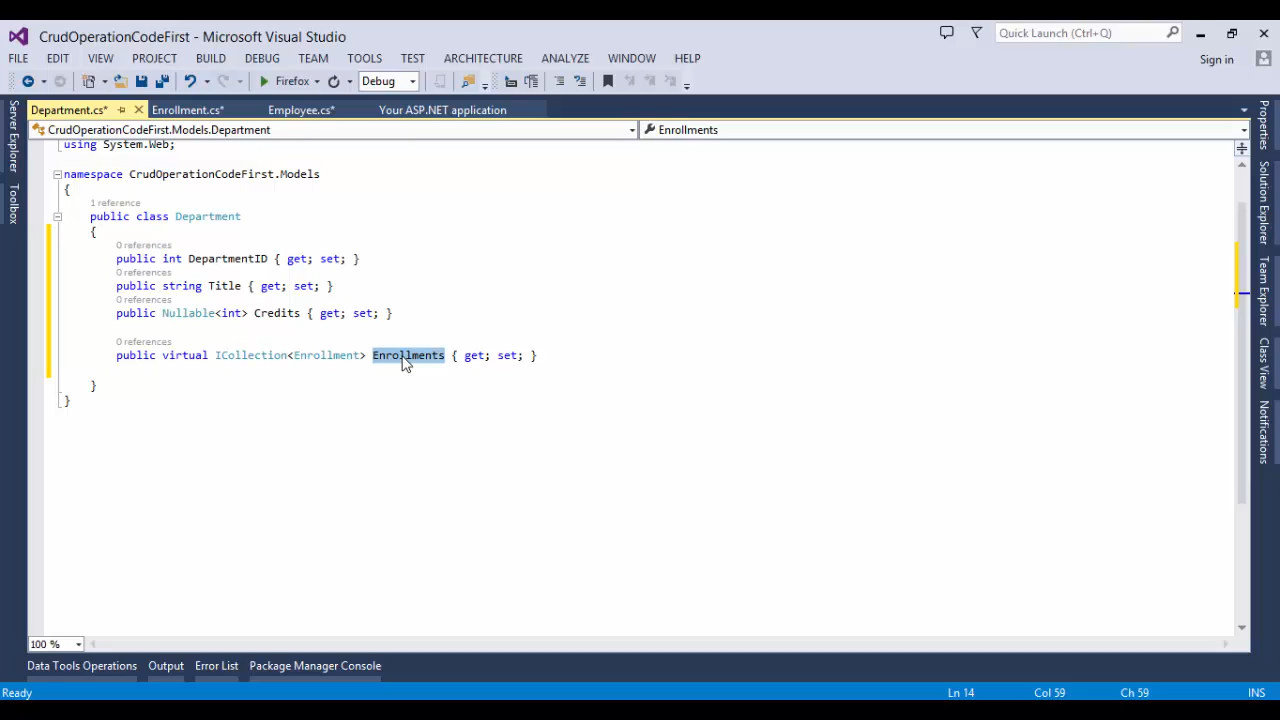 CrudOperationCodeFirst - Microsoft Visual Studio
Quick Launch (Ctrl+Q)
FILE EDIT VIEW PROJECT BUILD DEBUG TEAM TOOLS TEST ARCHITECTURE ANALYZE WINDOW HELP
Sign in
Firefox Debug
Department.cs* Enrollment.cs* Employee.cs* Your ASP.NET application
CrudOperationCodeFirst.Models.Department Enrollments
using System.Web;
namespace CrudOperationCodeFirst.Models
{
1 reference
public class Department
{
0 references
public int DepartmentID { get; set; }
0 references
public string Title { get; set; }
0 references
public Nullable<int> Credits { get; set; }
0 references
public virtual ICollection<Enrollment> Enrollments { get; set; }
}
}
Server Explorer
Toolbox
Properties
Solution Explorer
Team Explorer
Class View
Notifications
100 %
Data Tools Operations Output Error List Package Manager Console
Ready Ln 14 Col 59 Ch 59 INS